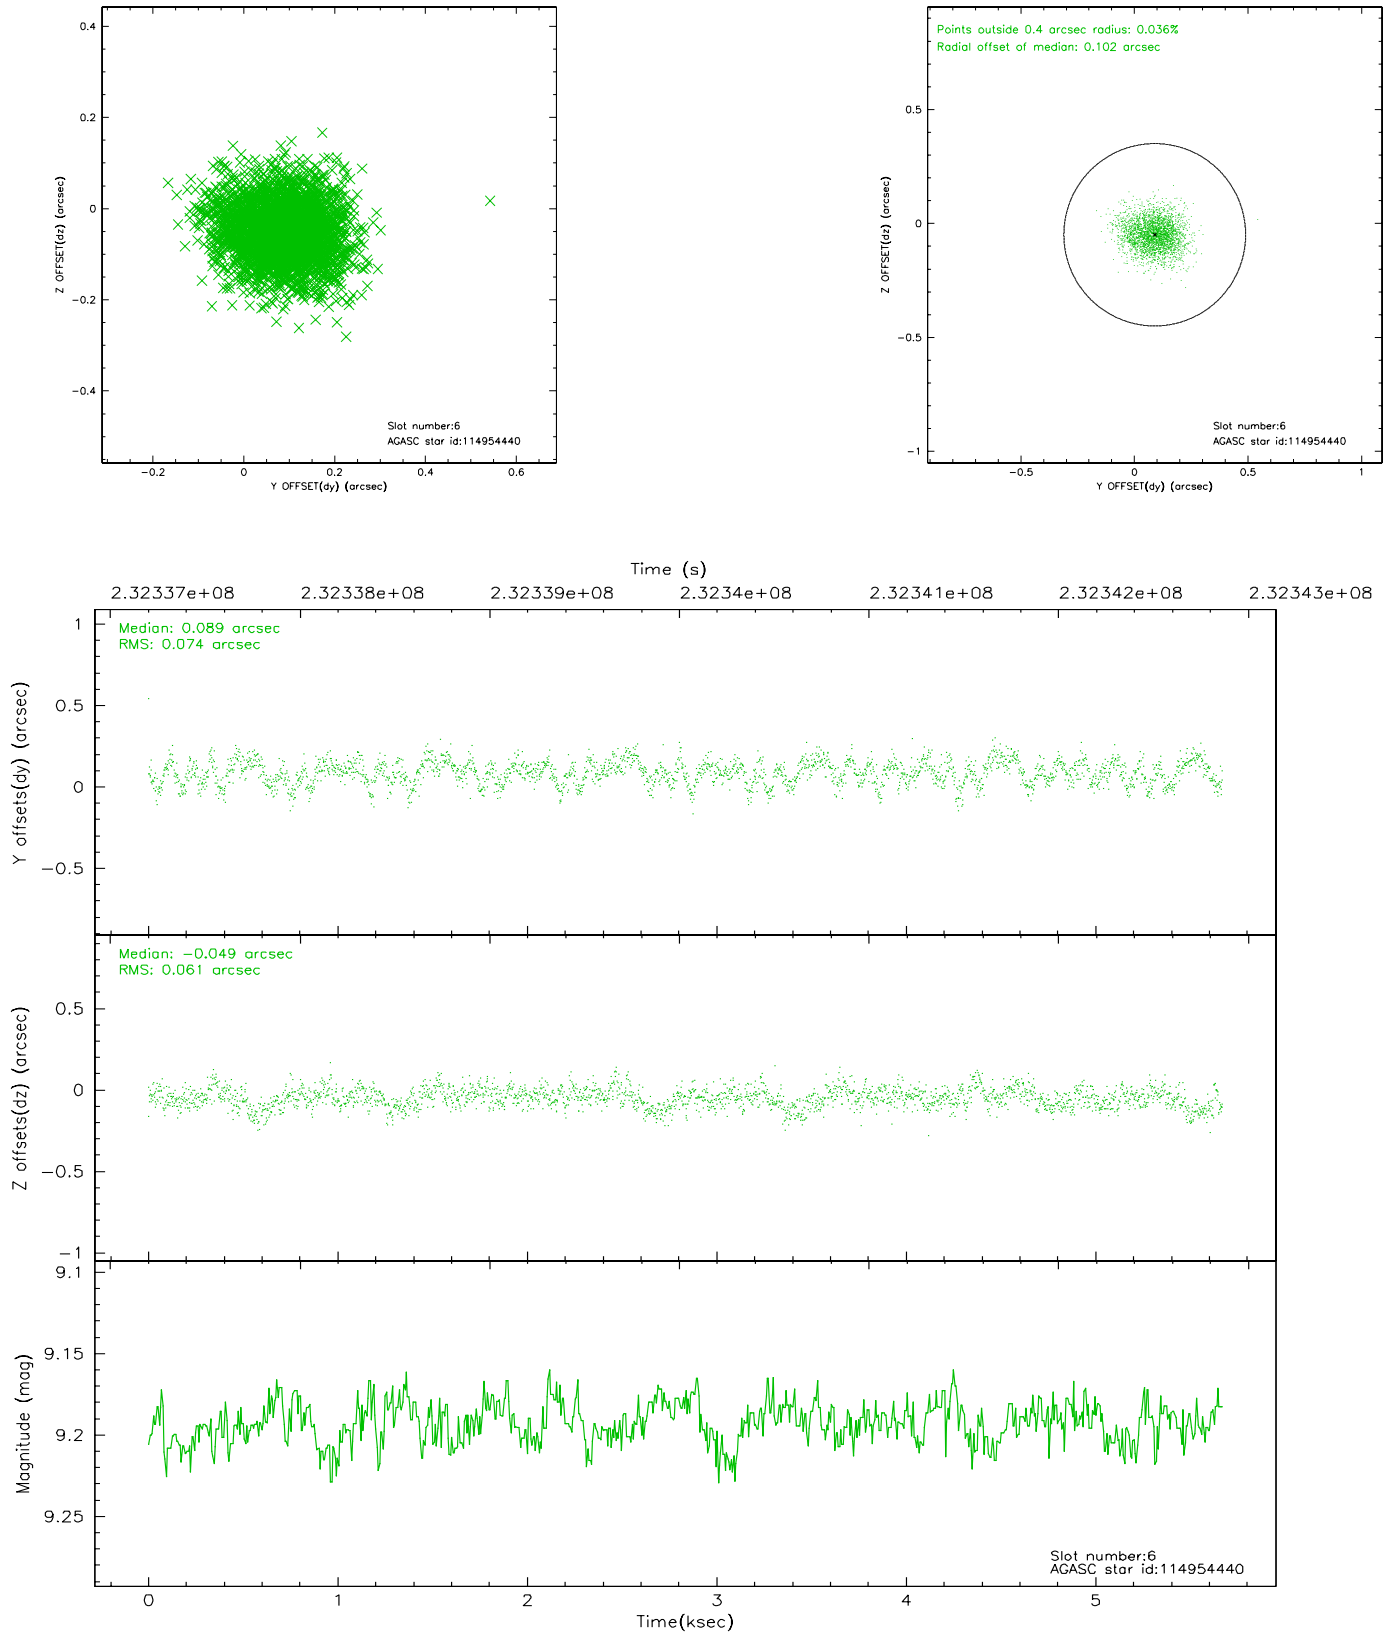 0.4
0.2
0
-0.2
-0.4
Z OFFSET(dz) (arcsec)
Slot number:6
AGASC star id:114954440
-0.2 0 0.2 0.4 0.6
Y OFFSET(dy) (arcsec)
Points outside 0.4 arcsec radius: 0.036%
Radial offset of median: 0.102 arcsec
0.5
0
-0.5
-1
Z OFFSET(dz) (arcsec)
Slot number:6
AGASC star id:114954440
-0.5 0 0.5 1
Y OFFSET(dy) (arcsec)
Time (s)
2.32337e+08 2.32338e+08 2.32339e+08 2.3234e+08 2.32341e+08 2.32342e+08 2.32343e+08
Median: 0.089 arcsec
RMS: 0.074 arcsec
1
0.5
0
-0.5
Y offsets(dy) (arcsec)
Median: -0.049 arcsec
RMS: 0.061 arcsec
0.5
0
-0.5
-1
Z offsets(dz) (arcsec)
9.1
9.15
9.2
9.25
Magnitude (mag)
Slot number:6
AGASC star id:114954440
0 1 2 3 4 5
Time(ksec)